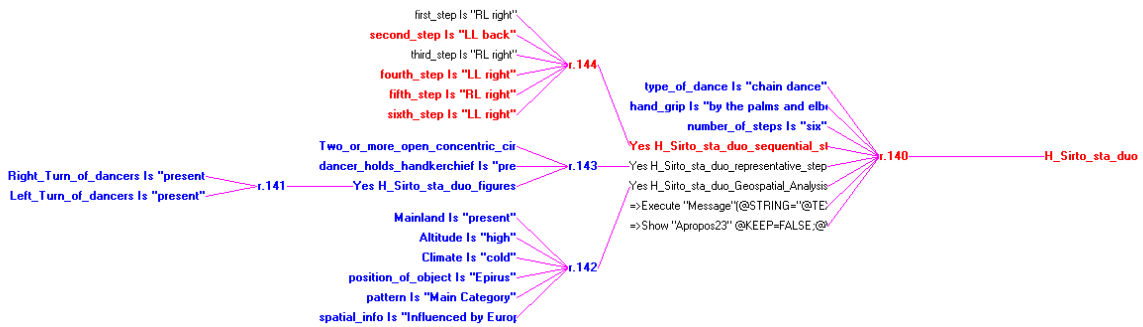 first_step Is "RL right"
second_step Is "LL back"
third_step Is "RL right"
fourth_step Is "LL right"
fifth_step Is "RL right"
sixth_step Is "LL right"
r.144
type_of_dance Is "chain dance"
hand_grip Is "by the palms and elb
number_of_steps Is "six"
Two_or_more_open_concentric_cir
Yes H_Sirto_sta_duo_sequential_st
r.140
H_Sirto_sta_duo
dancer_holds_handkerchief Is "pre
r.143
Yes H_Sirto_sta_duo_representative_step
Right_Turn_of_dancers Is "present
Left_Turn_of_dancers Is "present"
r.141
Yes H_Sirto_sta_duo_figures
Yes H_Sirto_sta_duo_Geospatial_Analysis
=>Execute "Message"(@STRING="@TE
=>Show "Apropos23" @KEEP=FALSE;@
Mainland Is "present"
Altitude Is "high"
Climate Is "cold"
r.142
position_of_object Is "Epirus"
pattern Is "Main Category"
spatial_info Is "Influenced by Europ